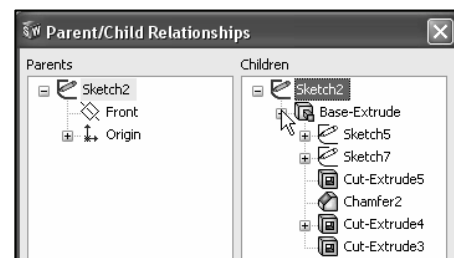 Parent/Child Relationships
Parents
Sketch2
Front
Origin
Children
Sketch2
Base-Extrude
Sketch5
Sketch7
Cut-Extrude5
Chamfer2
Cut-Extrude4
Cut-Extrude3